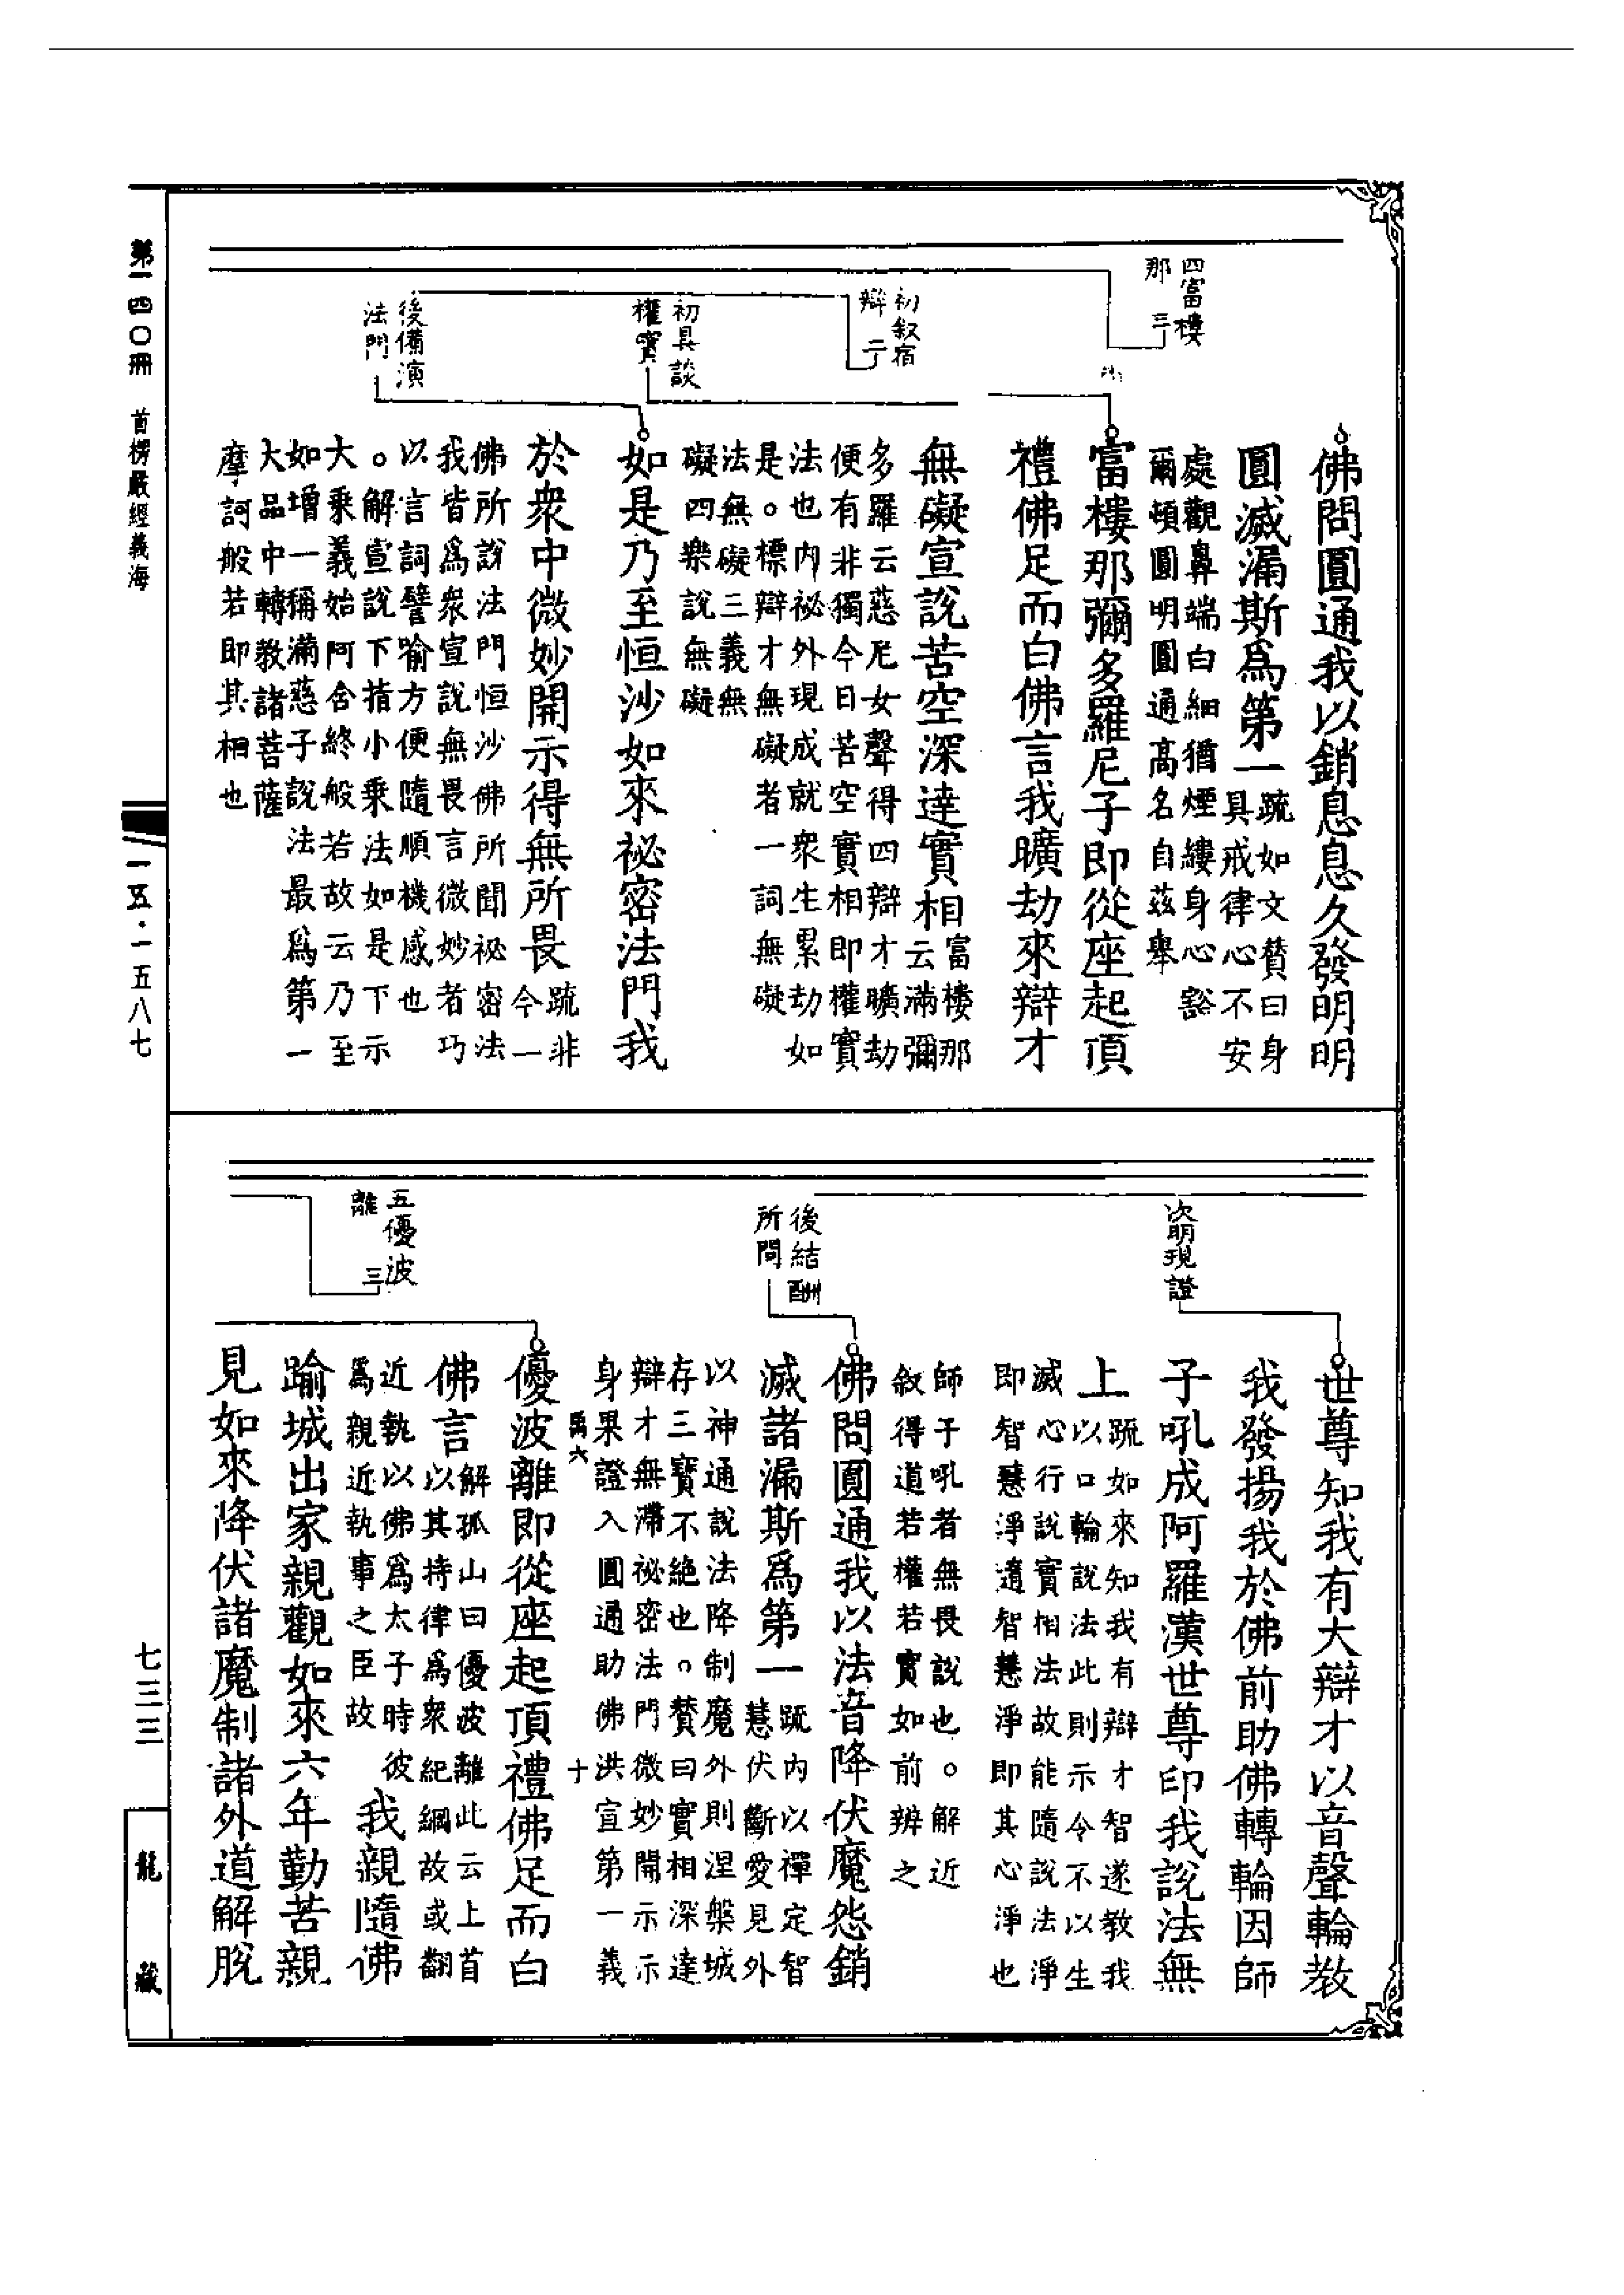 四富樓
那三
初敘宿
辯二
初具談
權實
後備演
法門
佛問圓通我以銷息息久發明明
圓滅漏斯爲第一
疏如文贊曰身
具戒律心不安
處觀鼻端白細猶煙縷身心豁
爾頓圓明圓通高名自茲舉
富樓那彌多羅尼子即從座起頂
禮佛足而白佛言我曠劫來辯才
無礙宣說苦空深達實相
富樓那
云滿彌
多羅云慈尼女聲得四辯才曠劫
便有非獨今日苦空實相即權實
法也內祕外現成就衆生累劫如
是。標辯才無礙者一詞無礙
法無礙三義無
礙四樂說無礙
如是乃至恒沙如來祕密法門我
於衆中微妙開示得無所畏
疏非
今一
佛所說法門恒沙佛所聞祕密法
我皆爲衆宣說無畏言微妙者巧
以言詞譬喻方便隨順機感也
。解宣說下指小乘法如是下示
大乘義始阿含終般若故云乃至
如增一稱滿慈子說法最爲第一
大品中轉教諸菩薩
摩訶般若即其相也
次明現證
後結酬
所問
五優波
離三
世尊知我有大辯才以音聲輪教
我發揚我於佛前助佛轉輪因師
子吼成阿羅漢世尊印我說法無
上
疏如來知我有辯才智遂教我
以口輪說法此則示令不以生
滅心行說實相法故能隨說法淨
即智慧淨遺智慧淨即其心淨也
師子吼者無畏說也。解近
敘得道若權若實如前辨之
佛問圓通我以法音降伏魔怨銷
滅諸漏斯爲第一
疏內以禪定智
慧伏斷愛見外
以神通說法降制魔外則涅槃城
存三寶不絶也。贊曰實相深達
辯才無滯祕密法門微妙開示示
身果證入圓通助佛洪宣第一義
禹六 十
優波離即從座起頂禮佛足而白
佛言
解孤山曰優波離此云上首
以其持律爲衆紀綱故或翻
近執以佛爲太子時彼
爲親近執事之臣故
我親隨佛
踰城出家親觀如來六年勤苦親
見如來降伏諸魔制諸外道解脫
第一四〇冊 首楞嚴經義海
一五·一五八七
七三三
龍藏